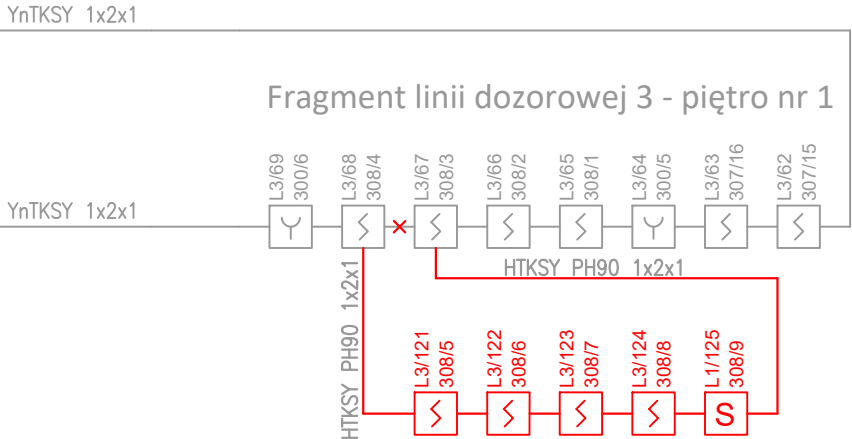 YnTKSY 1x2x1
Fragment linii dozorowej 3 - piętro nr 1
L3/69
300/6
L3/68
308/4
L3/67
308/3
L3/66
308/2
L3/65
308/1
L3/64
300/5
L3/63
307/16
L3/62
307/15
YnTKSY 1x2x1
HTKSY PH90 1x2x1
HTKSY PH90 1x2x1
L3/121
308/5
L3/122
308/6
L3/123
308/7
L3/124
308/8
L1/125
308/9
S